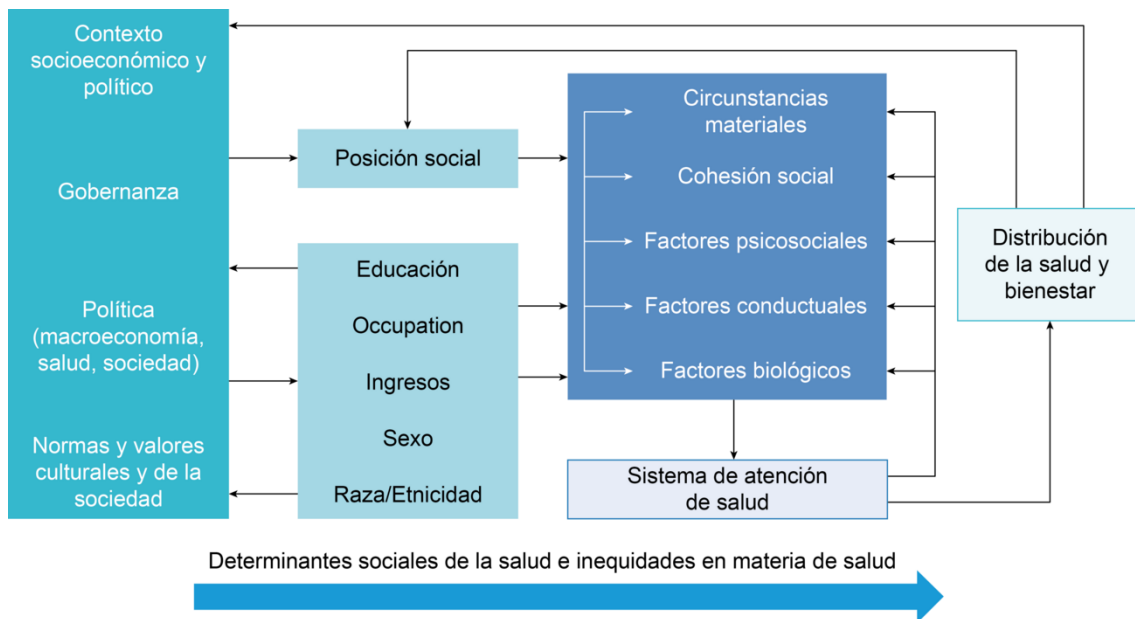 Contexto
socioeconómico y
político
Gobernanza
Política
(macroeconomía,
salud, sociedad)
Normas y valores
culturales y de la
sociedad
Posición social
Educación
Occupation
Ingresos
Sexo
Raza/Etnicidad
Circunstancias
materiales
Cohesión social
Factores psicosociales
Factores conductuales
Factores biológicos
Sistema de atención
de salud
Distribución
de la salud y
bienestar
Determinantes sociales de la salud e inequidades en materia de salud